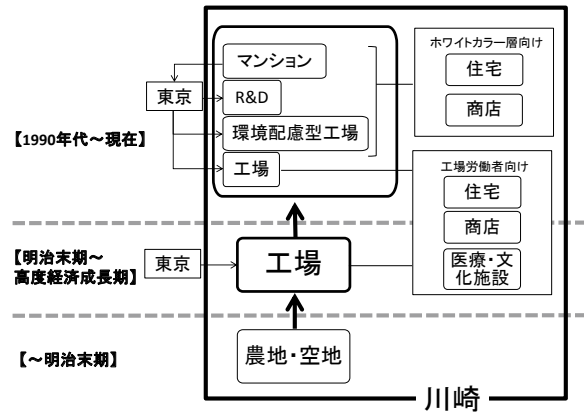 ホワイトカラー層向け
マンション
住宅
東京
R&D
商店
環境配慮型工場
【1990年代～現在】
工場
工場労働者向け
住宅
商店
【明治末期～
高度経済成長期】
東京
工場
医療・文
化施設
農地・空地
【～明治末期】
川崎